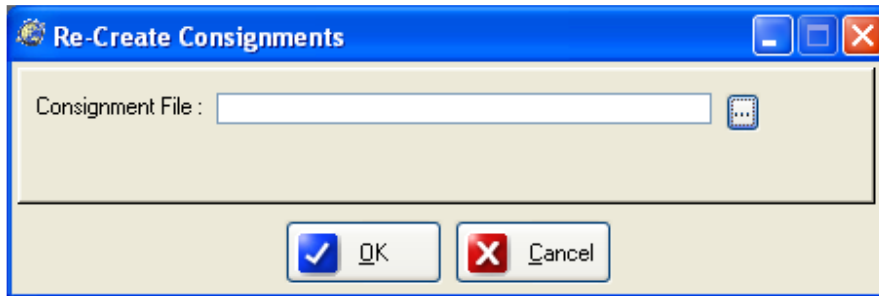 Re-Create Consignments
Consignment File :
...
OK
Cancel